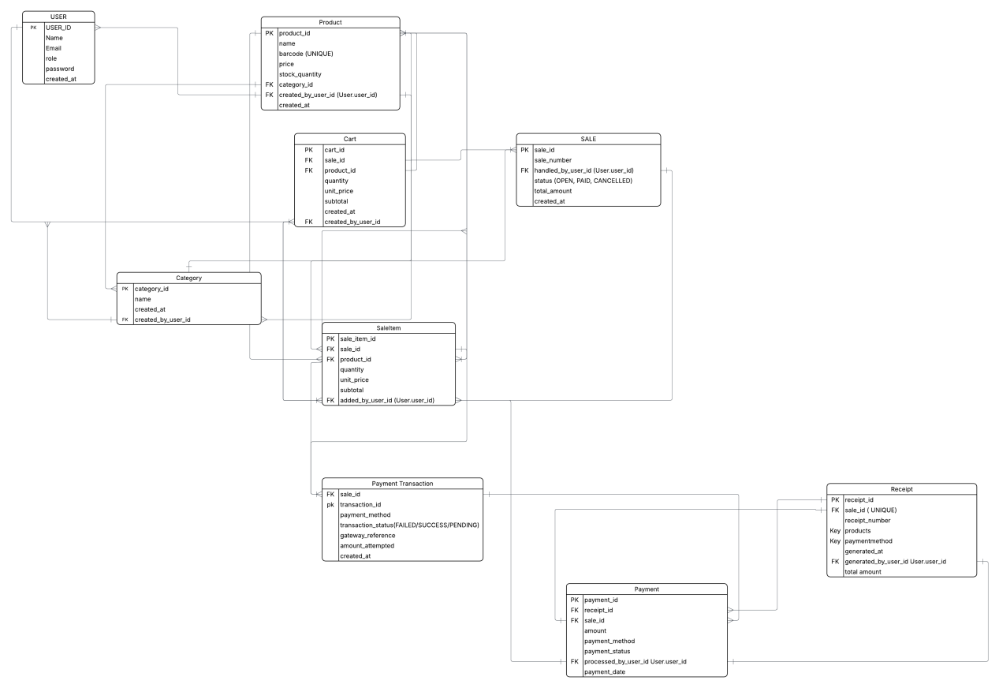 USER
PK USER_ID
Name
Email
role
password
created_at
Product
PK product_id
name
barcode (UNIQUE)
price
stock_quantity
FK category_id
FK created_by_user_id (User.user_id)
created_at
Cart
PK cart_id
FK sale_id
FK product_id
quantity
unit_price
subtotal
created_at
FK created_by_user_id
SALE
PK sale_id
sale_number
FK handled_by_user_id (User.user_id)
status (OPEN, PAID, CANCELLED)
total_amount
created_at
Category
PK category_id
name
created_at
FK created_by_user_id
SaleItem
PK sale_item_id
FK sale_id
FK product_id
quantity
unit_price
subtotal
FK added_by_user_id (User.user_id)
Payment Transaction
FK sale_id
pk transaction_id
payment_method
transaction_status(FAILED/SUCCESS/PENDING)
gateway_reference
amount_attempted
created_at
Receipt
PK receipt_id
FK sale_id ( UNIQUE)
receipt_number
Key products
Key paymentmethod
generated_at
FK generated_by_user_id User.user_id
total amount
Payment
PK payment_id
FK receipt_id
FK sale_id
amount
payment_method
payment_status
FK processed_by_user_id User.user_id
payment_date